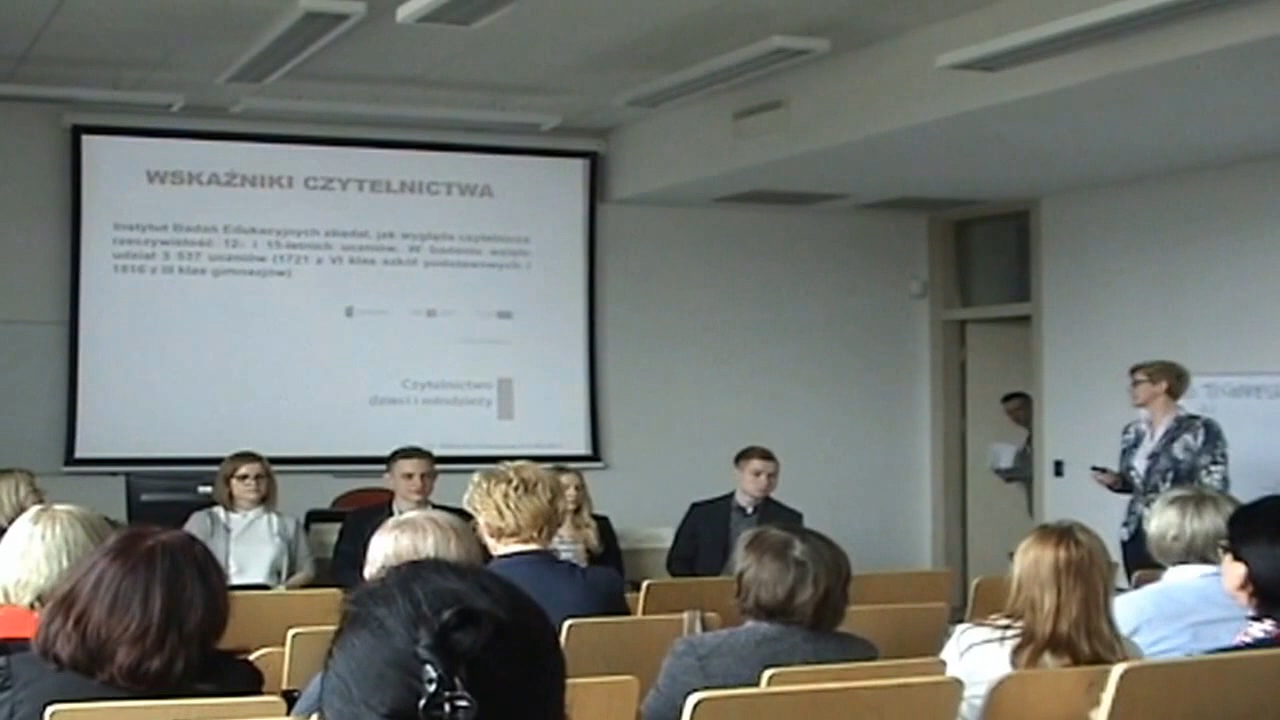 WSKAŹNIKI CZYTELNICTWA
Instytut Badań Edukacyjnych zbadał, jak wygląda czytelnicza
rzeczywistość 12- i 15-letnich uczniów. W badaniu wzięło
udział 3 537 uczniów (1721 z VI klas szkół podstawowych i
1816 z III klas gimnazjów)
Czytelnictwo
dzieci i młodzieży